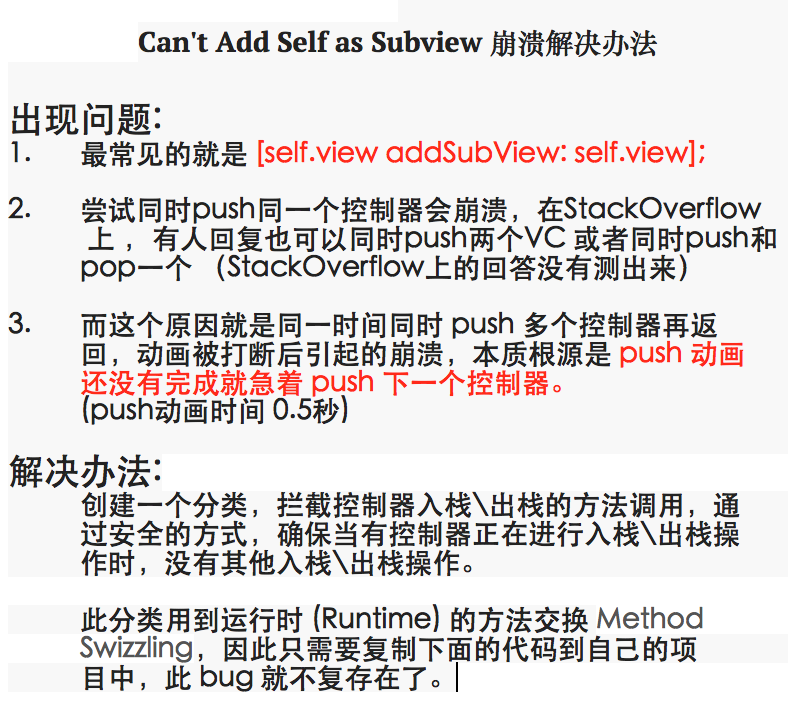 Can't Add Self as Subview 崩溃解决办法
出现问题:
1. 最常见的就是 [self.view addSubView: self.view];
2. 尝试同时push同一个控制器会崩溃，在StackOverflow
上 ，有人回复也可以同时push两个VC 或者同时push和
pop一个 （StackOverflow上的回答没有测出来）
3. 而这个原因就是同一时间同时 push 多个控制器再返
回，动画被打断后引起的崩溃，本质根源是 push 动画
还没有完成就急着 push 下一个控制器。
(push动画时间 0.5秒)
解决办法:
创建一个分类，拦截控制器入栈\出栈的方法调用，通
过安全的方式，确保当有控制器正在进行入栈\出栈操
作时，没有其他入栈\出栈操作。
此分类用到运行时 (Runtime) 的方法交换 Method
Swizzling，因此只需要复制下面的代码到自己的项
目中，此 bug 就不复存在了。